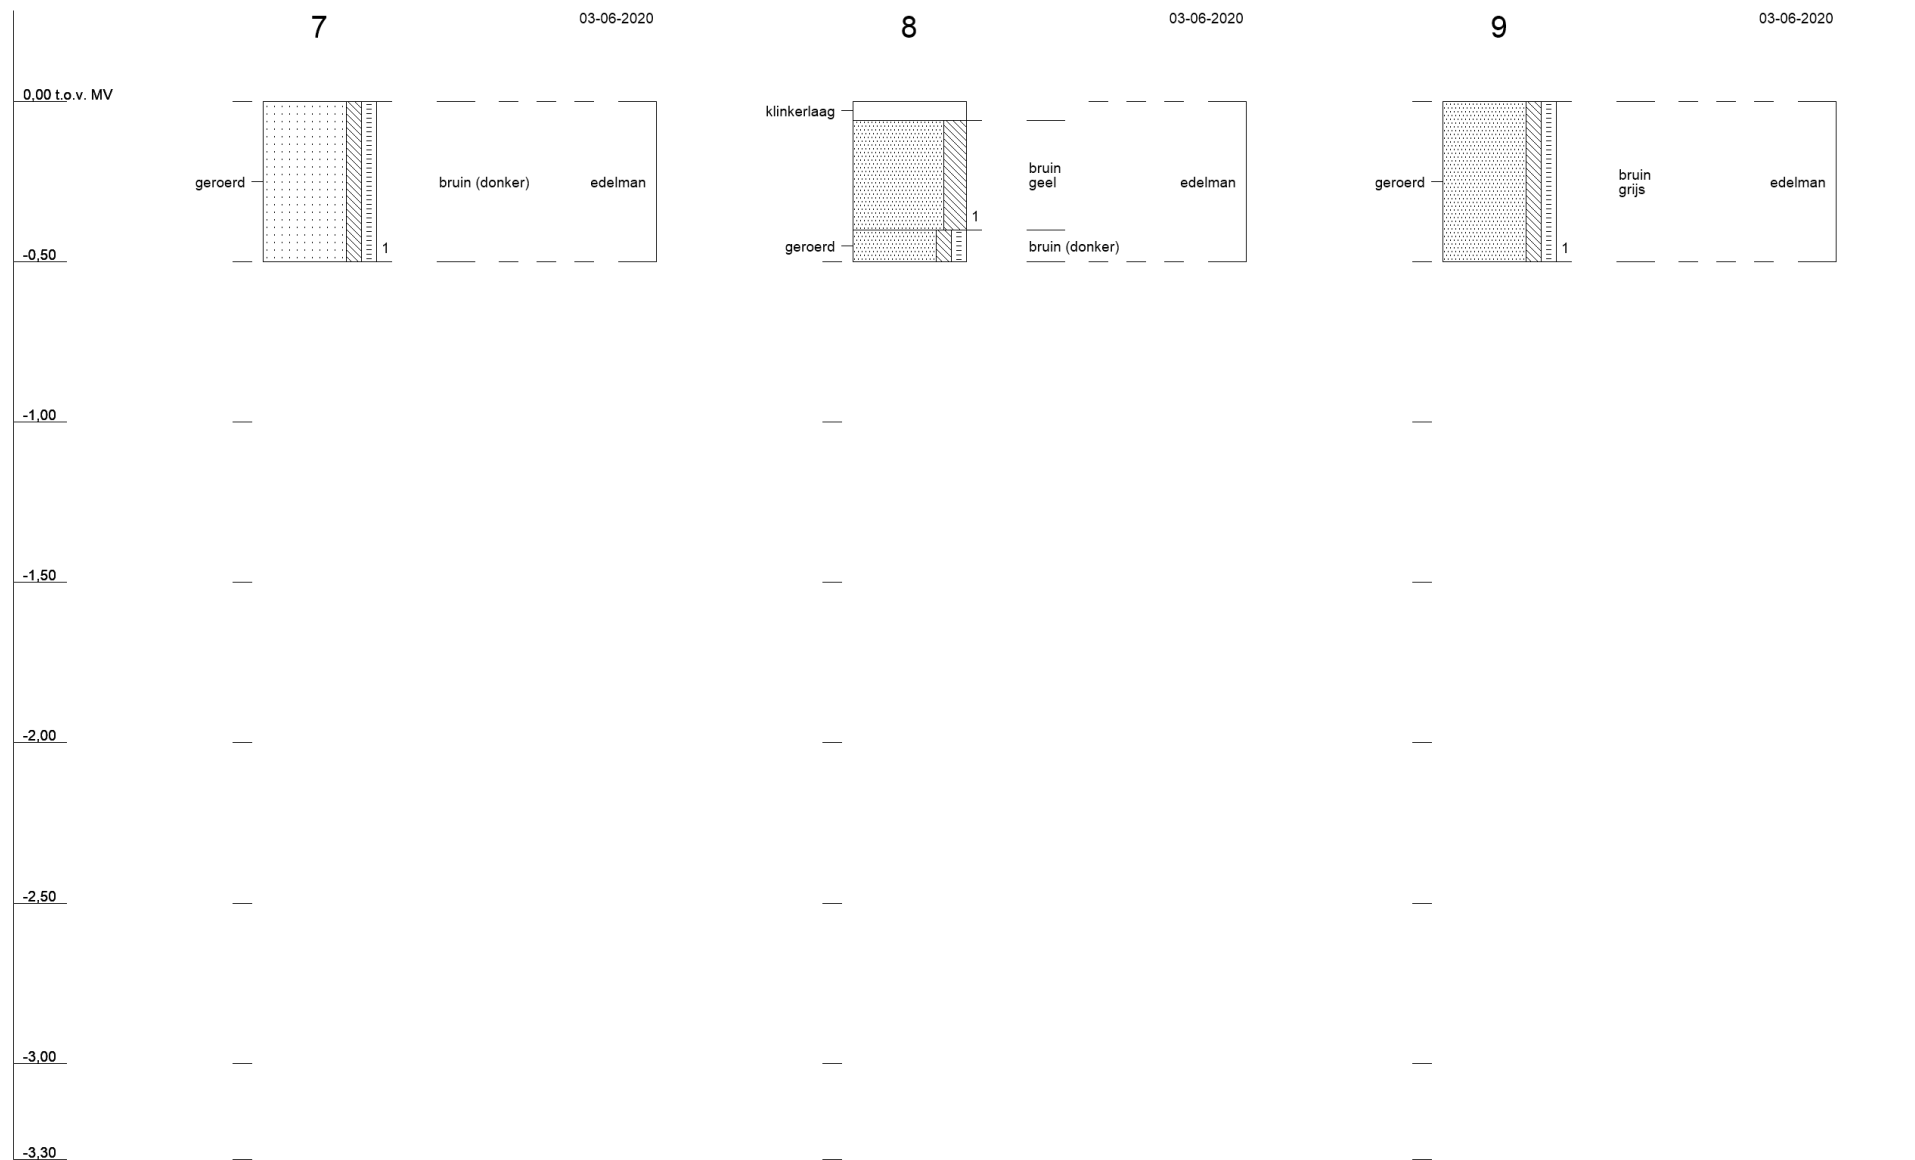 7
03-06-2020
8
03-06-2020
9
03-06-2020
0,00 t.o.v. MV
-0,50
-1,00
-1,50
-2,00
-2,50
-3,00
-3,30
geroerd
1
bruin (donker)
edelman
klinkerlaag
bruin
geel
edelman
1
geroerd
bruin (donker)
geroerd
1
bruin
grijs
edelman